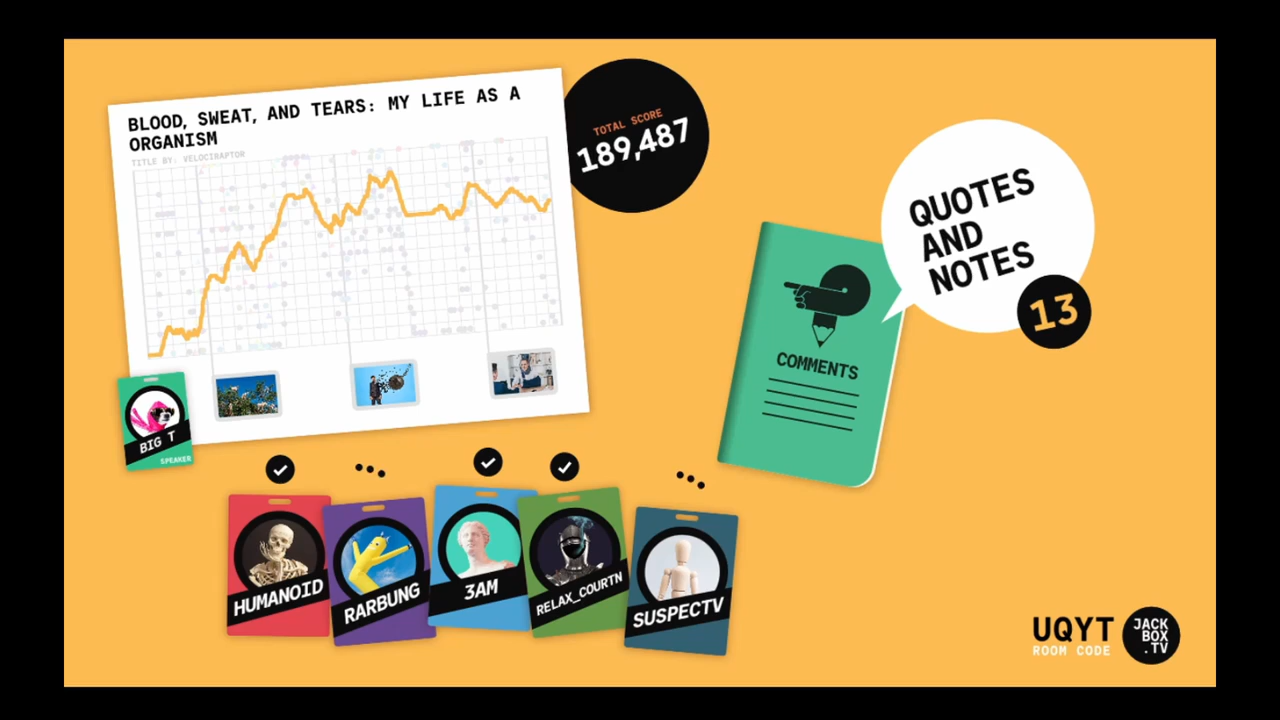 BLOOD, SWEAT, AND TEARS: MY LIFE AS A
ORGANISM
TITLE BY: VELOCIRAPTOR
TOTAL SCORE
189,487
QUOTES
AND
NOTES
13
COMMENTS
BIG T
SPEAKER
HUMANOID
RARBUNG
3AM
RELAX_COURTN
SUSPECTV
UQYT
ROOM CODE
JACK
BOX
.TV